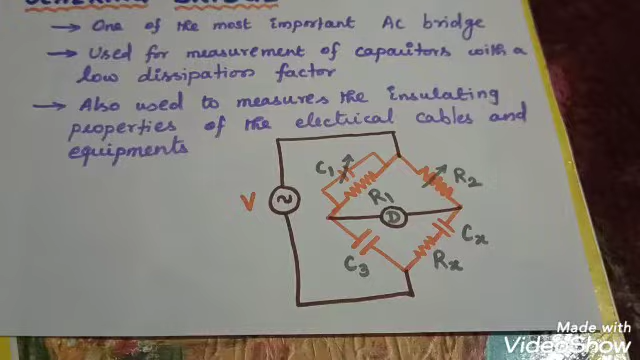 SCHERING BRIDGE
→ One of the most important Ac bridge
→ Used for measurement of capacitors with a
low dissipation factor
→ Also used to measures the insulating
properties of the electrical cables and
equipments
C1
R1
R2
V
~
D
C3
Cx
Rx
Made with
VideoShow